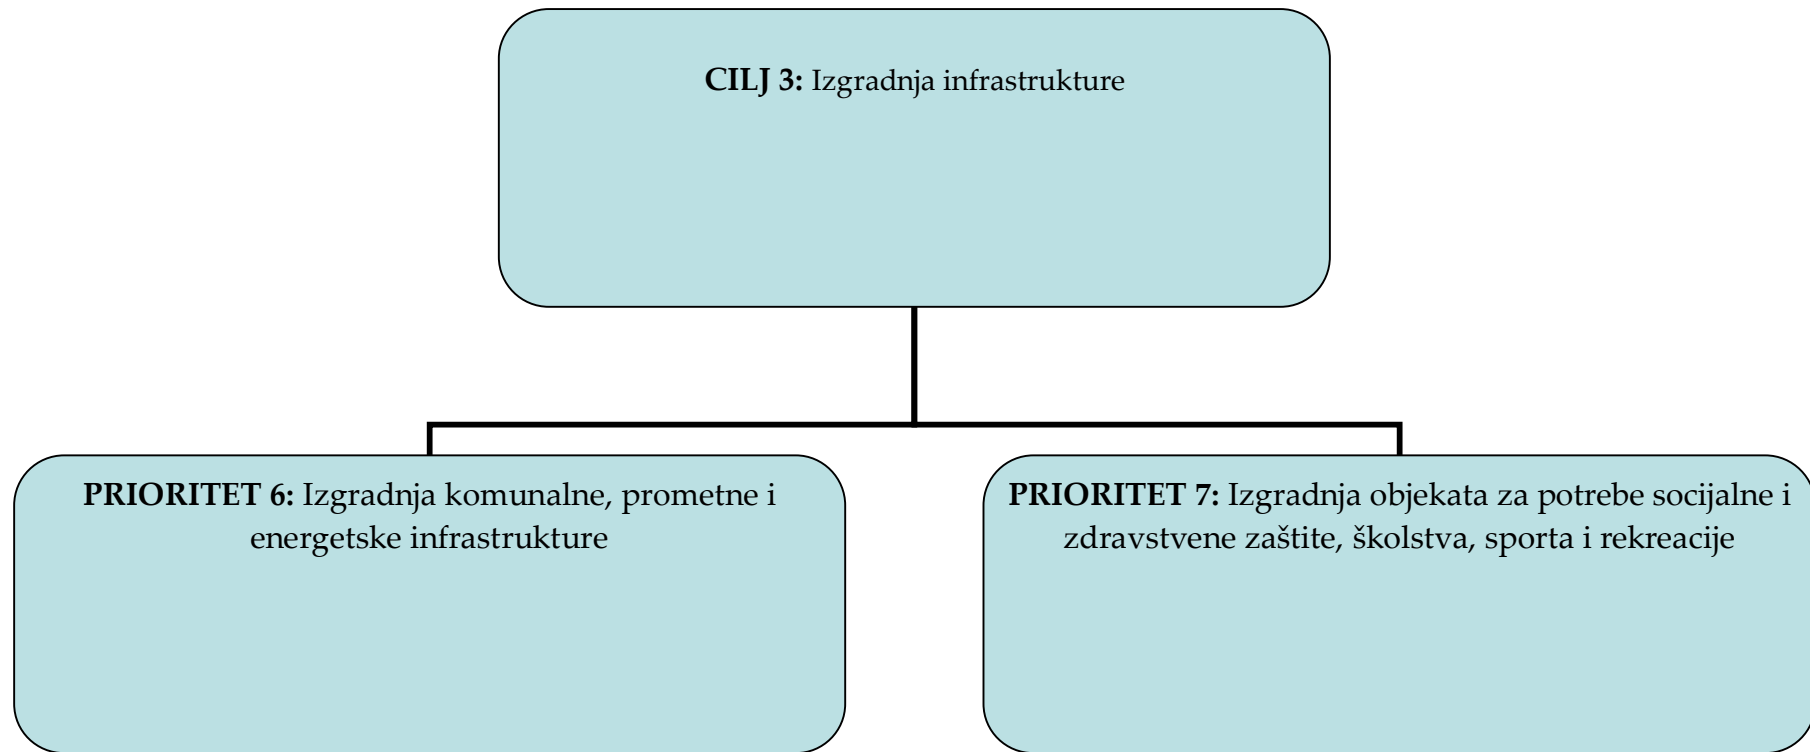 CILJ 3: Izgradnja infrastrukture
PRIORITET 6: Izgradnja komunalne, prometne i
energetske infrastrukture
PRIORITET 7: Izgradnja objekata za potrebe socijalne i
zdravstvene zaštite, školstva, sporta i rekreacije